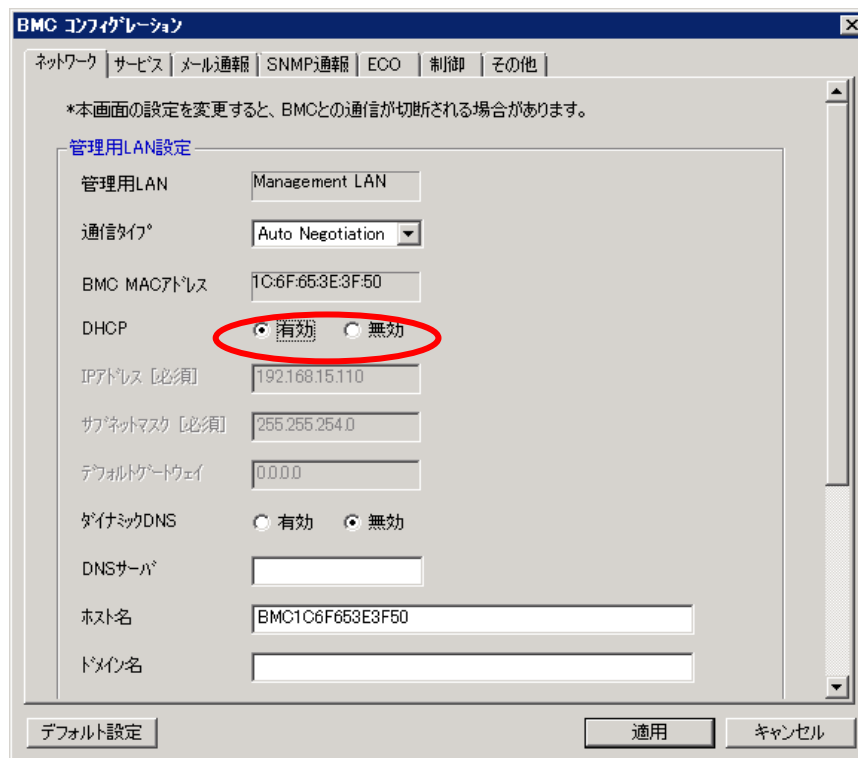 BMC コンフィグレーション
ネットワーク サービス メール通報 SNMP通報 ECO 制御 その他
*本画面の設定を変更すると、BMCとの通信が切断される場合があります。
管理用LAN設定
管理用LAN Management LAN
通信タイプ Auto Negotiation
BMC MACアドレス 1C:6F:65:3E:3F:50
DHCP 有効 無効
IPアドレス [必須] 192.168.15.110
サブネットマスク [必須] 255.255.254.0
デフォルトゲートウェイ 0.0.0.0
ダイナミックDNS 有効 無効
DNSサーバ
ホスト名 BMC1C6F653E3F50
ドメイン名
デフォルト設定 適用 キャンセル